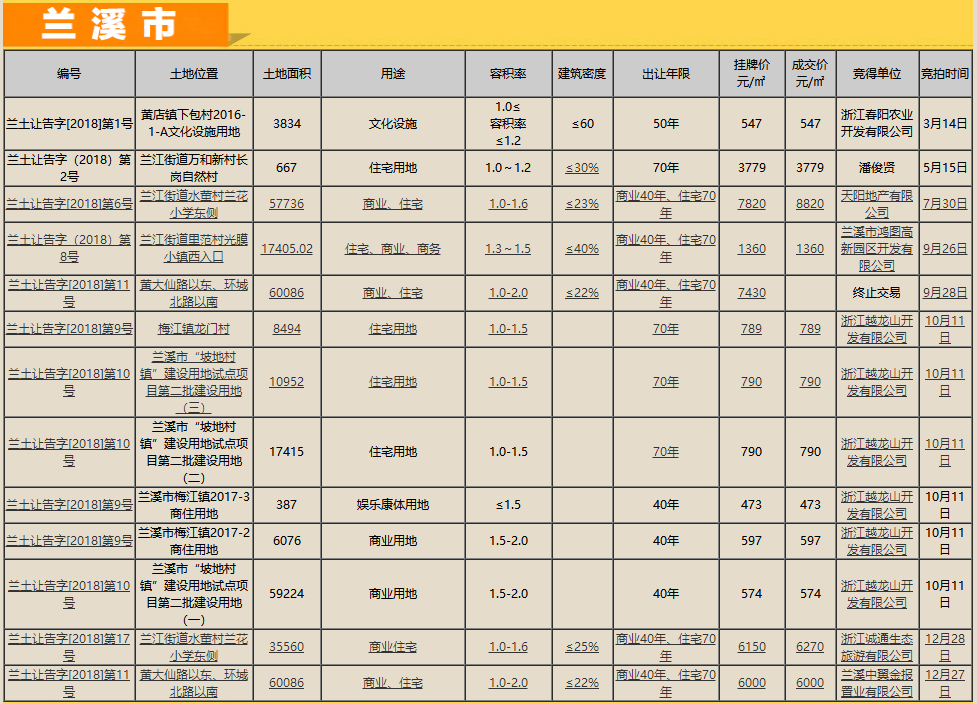 兰溪市
编号 土地位置 土地面积 用途 容积率 建筑密度 出让年限 挂牌价元/㎡ 成交价元/㎡ 竞得单位 竞拍时间
兰土让告字[2018]第1号 黄店镇下包村2016-1-A文化设施用地 3834 文化设施 1.0≤容积率≤1.2 ≤60 50年 547 547 浙江春阳农业开发有限公司 3月14日
兰土让告字（2018）第2号 兰江街道万和新村长岗自然村 667 住宅用地 1.0～1.2 ≤30% 70年 3779 3779 潘俊贤 5月15日
兰土让告字[2018]第6号 兰江街道水董村兰花小学东侧 57736 商业、住宅 1.0-1.6 ≤23% 商业40年、住宅70年 7820 8820 天阳地产有限公司 7月30日
兰土让告字（2018）第8号 兰江街道里范村光膜小镇西入口 17405.02 住宅、商业、商务 1.3～1.5 ≤40% 商业40年、住宅70年 1360 1360 兰溪市鸿图高新园区开发有限公司 9月26日
兰土让告字[2018]第11号 黄大仙路以东、环城北路以南 60086 商业、住宅 1.0-2.0 ≤22% 商业40年、住宅70年 7430 终止交易 9月28日
兰土让告字[2018]第9号 梅江镇龙门村 8494 住宅用地 1.0-1.5 70年 789 789 浙江越龙山开发有限公司 10月11日
兰土让告字[2018]第10号 兰溪市“坡地村镇”建设用地试点项目第二批建设用地（三） 10952 住宅用地 1.0-1.5 70年 790 790 浙江越龙山开发有限公司 10月11日
兰土让告字[2018]第10号 兰溪市“坡地村镇”建设用地试点项目第二批建设用地（二） 17415 住宅用地 1.0-1.5 70年 790 790 浙江越龙山开发有限公司 10月11日
兰土让告字[2018]第9号 兰溪市梅江镇2017-3商住用地 387 娱乐康体用地 ≤1.5 40年 473 473 浙江越龙山开发有限公司 10月11日
兰土让告字[2018]第9号 兰溪市梅江镇2017-2商住用地 6076 商业用地 1.5-2.0 40年 597 597 浙江越龙山开发有限公司 10月11日
兰土让告字[2018]第10号 兰溪市“坡地村镇”建设用地试点项目第二批建设用地（一） 59224 商业用地 1.5-2.0 40年 574 574 浙江越龙山开发有限公司 10月11日
兰土让告字[2018]第17号 兰江街道水董村兰花小学东侧 35560 商业住宅 1.0-1.6 ≤25% 商业40年、住宅70年 6150 6270 浙江诚通生态旅游有限公司 12月28日
兰土让告字[2018]第11号 黄大仙路以东、环城北路以南 60086 商业、住宅 1.0-2.0 ≤22% 商业40年、住宅70年 6000 6000 兰溪中翼金报置业有限公司 12月27日